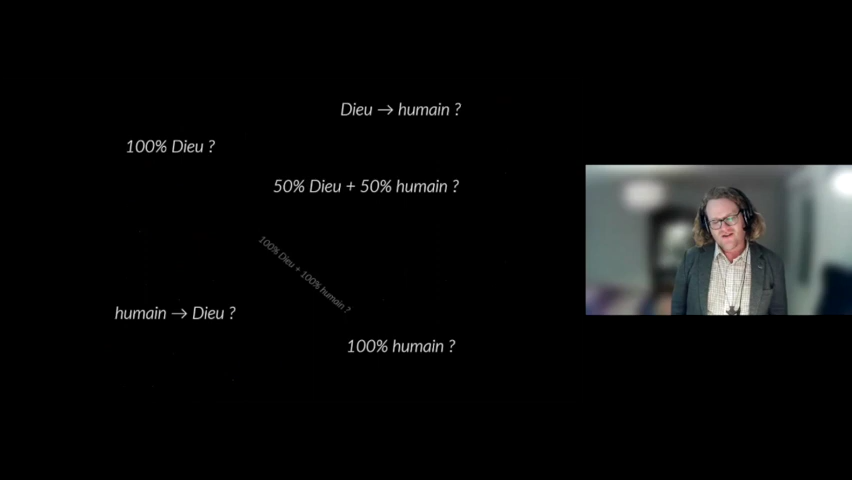 Dieu → humain ?
100% Dieu ?
50% Dieu + 50% humain ?
100% Dieu + 100% humain ?
humain → Dieu ?
100% humain ?